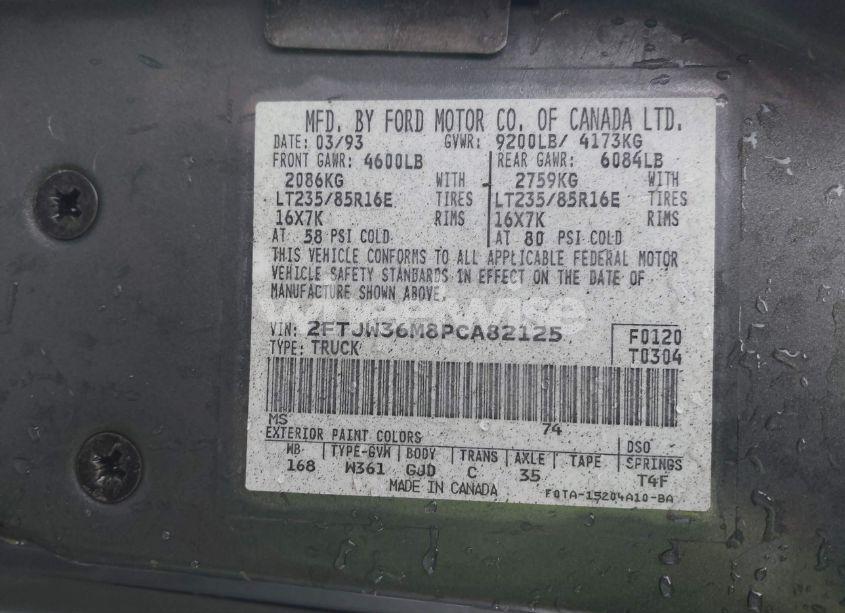 MFD. BY FORD MOTOR CO. OF CANADA LTD.
DATE: 03/93 GVWR: 9200LB/ 4173KG
FRONT GAWR: 4600LB REAR GAWR: 6084LB
2086KG WITH 2759KG WITH
LT235/85R16E TIRES LT235/85R16E TIRES
16X7K RIMS 16X7K RIMS
AT 58 PSI COLD AT 80 PSI COLD
THIS VEHICLE CONFORMS TO ALL APPLICABLE FEDERAL MOTOR
VEHICLE SAFETY STANDARDS IN EFFECT ON THE DATE OF
MANUFACTURE SHOWN ABOVE.
wheelwise
VIN: 2FTJW36M8PCA82125 F0120
TYPE: TRUCK T0304
MS 74
EXTERIOR PAINT COLORS DSO
WB TYPE-GVW BODY TRANS AXLE TAPE SPRINGS
168 W361 GJD C 35 T4F
MADE IN CANADA FOTA-15204A10-BA